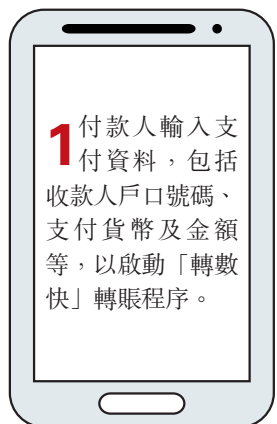 1 付款人輸入支
付資料，包括
收款人戶口號碼、
支付貨幣及金額
等，以啟動「轉數
快」轉賬程序。